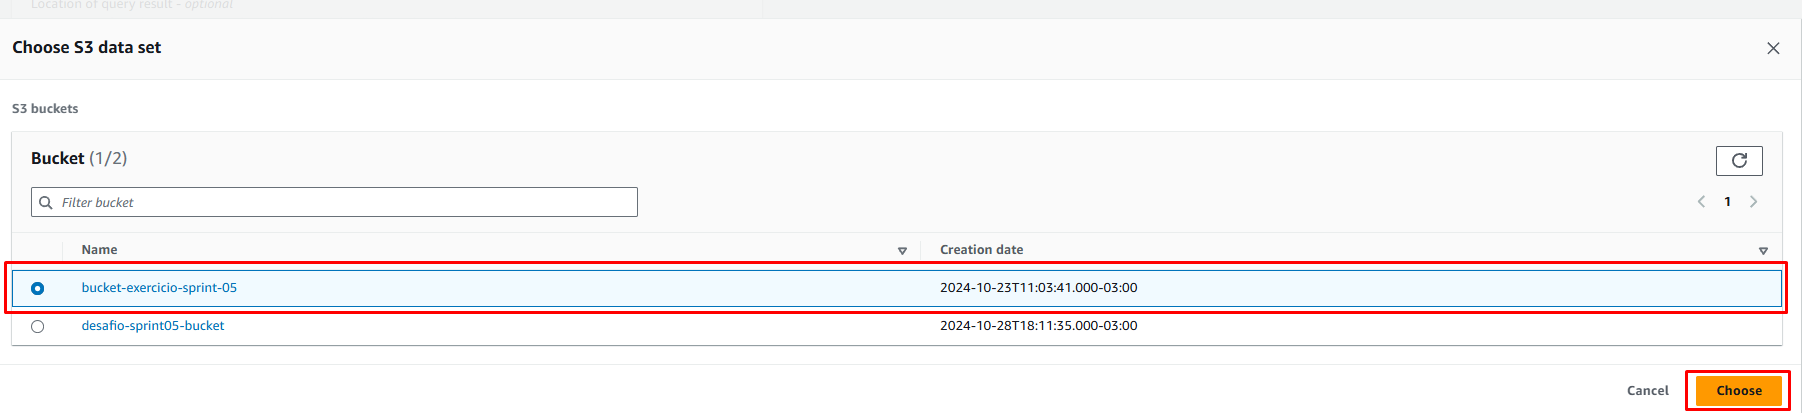 Location of query result - optional
Choose S3 data set
S3 buckets
Bucket (1/2)
Filter bucket
1
Name Creation date
bucket-exercicio-sprint-05 2024-10-23T11:03:41.000-03:00
desafio-sprint05-bucket 2024-10-28T18:11:35.000-03:00
Cancel Choose